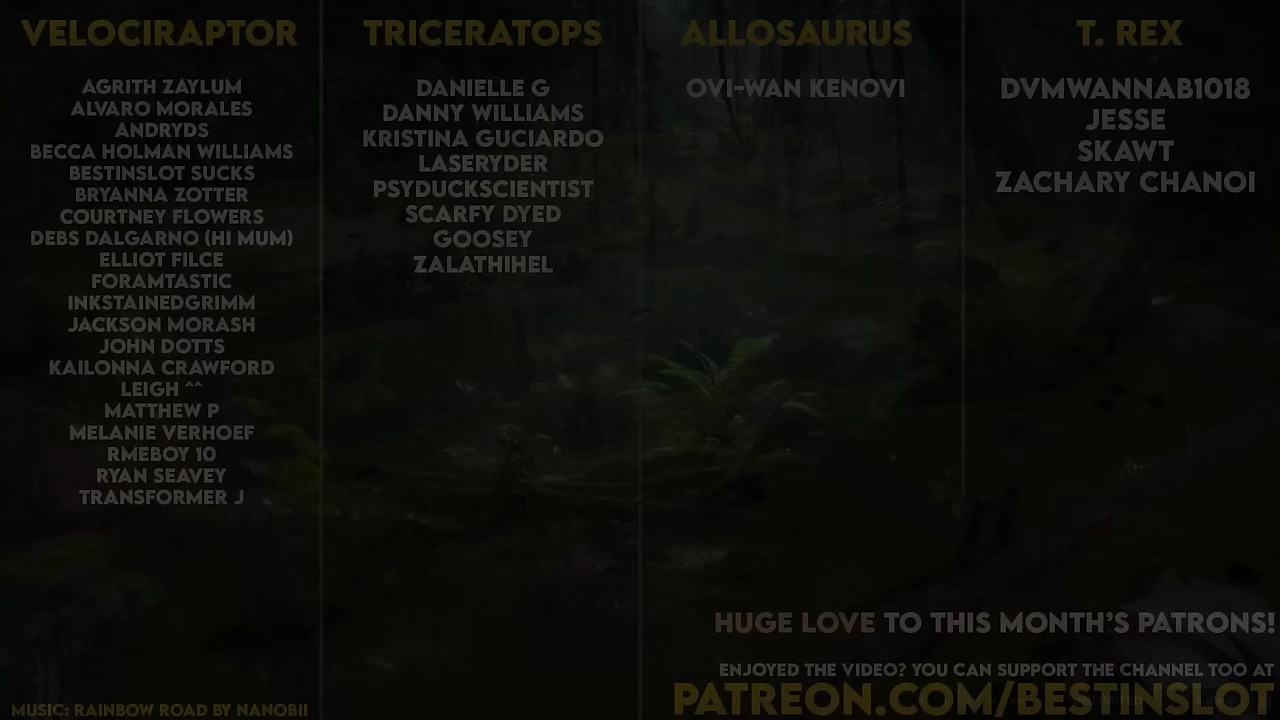 VELOCIRAPTOR
AGRITH ZAYLUM
ALVARO MORALES
ANDRYDS
BECCA HOLMAN WILLIAMS
BESTINSLOT SUCKS
BRYANNA ZOTTER
COURTNEY FLOWERS
DEBS DALGARNO (HI MUM)
ELLIOT FILCE
FORAMTASTIC
INKSTAINEDGRIMM
JACKSON MORASH
JOHN DOTTS
KAILONNA CRAWFORD
LEIGH ^^
MATTHEW P
MELANIE VERHOEF
RMEBOY 10
RYAN SEAVEY
TRANSFORMER J
TRICERATOPS
DANIELLE G
DANNY WILLIAMS
KRISTINA GUCIARDO
LASERYDER
PSYDUCKSCIENTIST
SCARFY DYED
GOOSEY
ZALATHIHEL
ALLOSAURUS
OVI-WAN KENOVI
T. REX
DVMWANNAB1018
JESSE
SKAWT
ZACHARY CHANOI
HUGE LOVE TO THIS MONTH'S PATRONS!
ENJOYED THE VIDEO? YOU CAN SUPPORT THE CHANNEL TOO AT
PATREON.COM/BESTINSLOT
MUSIC: RAINBOW ROAD BY NANOBII